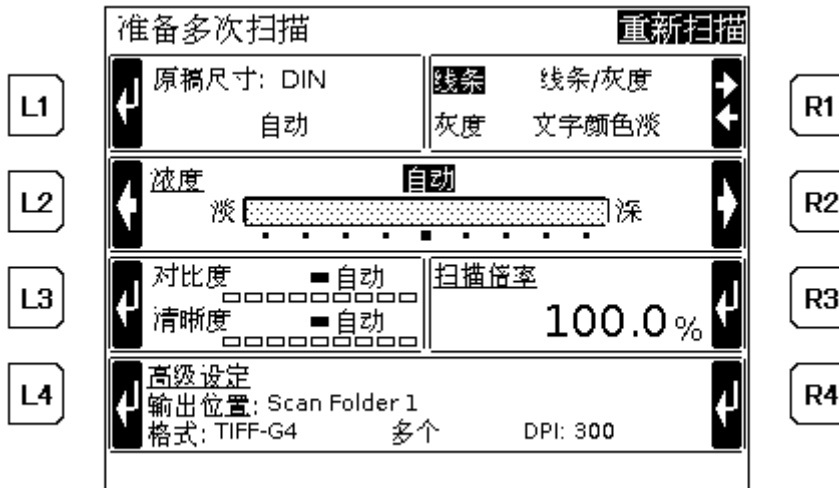 准备多次扫描 重新扫描
L1 原稿尺寸: DIN 线条 线条/灰度 R1
自动 灰度 文字颜色淡
L2 浓度 自动 R2
淡 深
L3 对比度 自动 扫描倍率 R3
清晰度 自动 100.0%
L4 高级设定 R4
输出位置: Scan Folder 1
格式: TIFF-G4 多个 DPI: 300